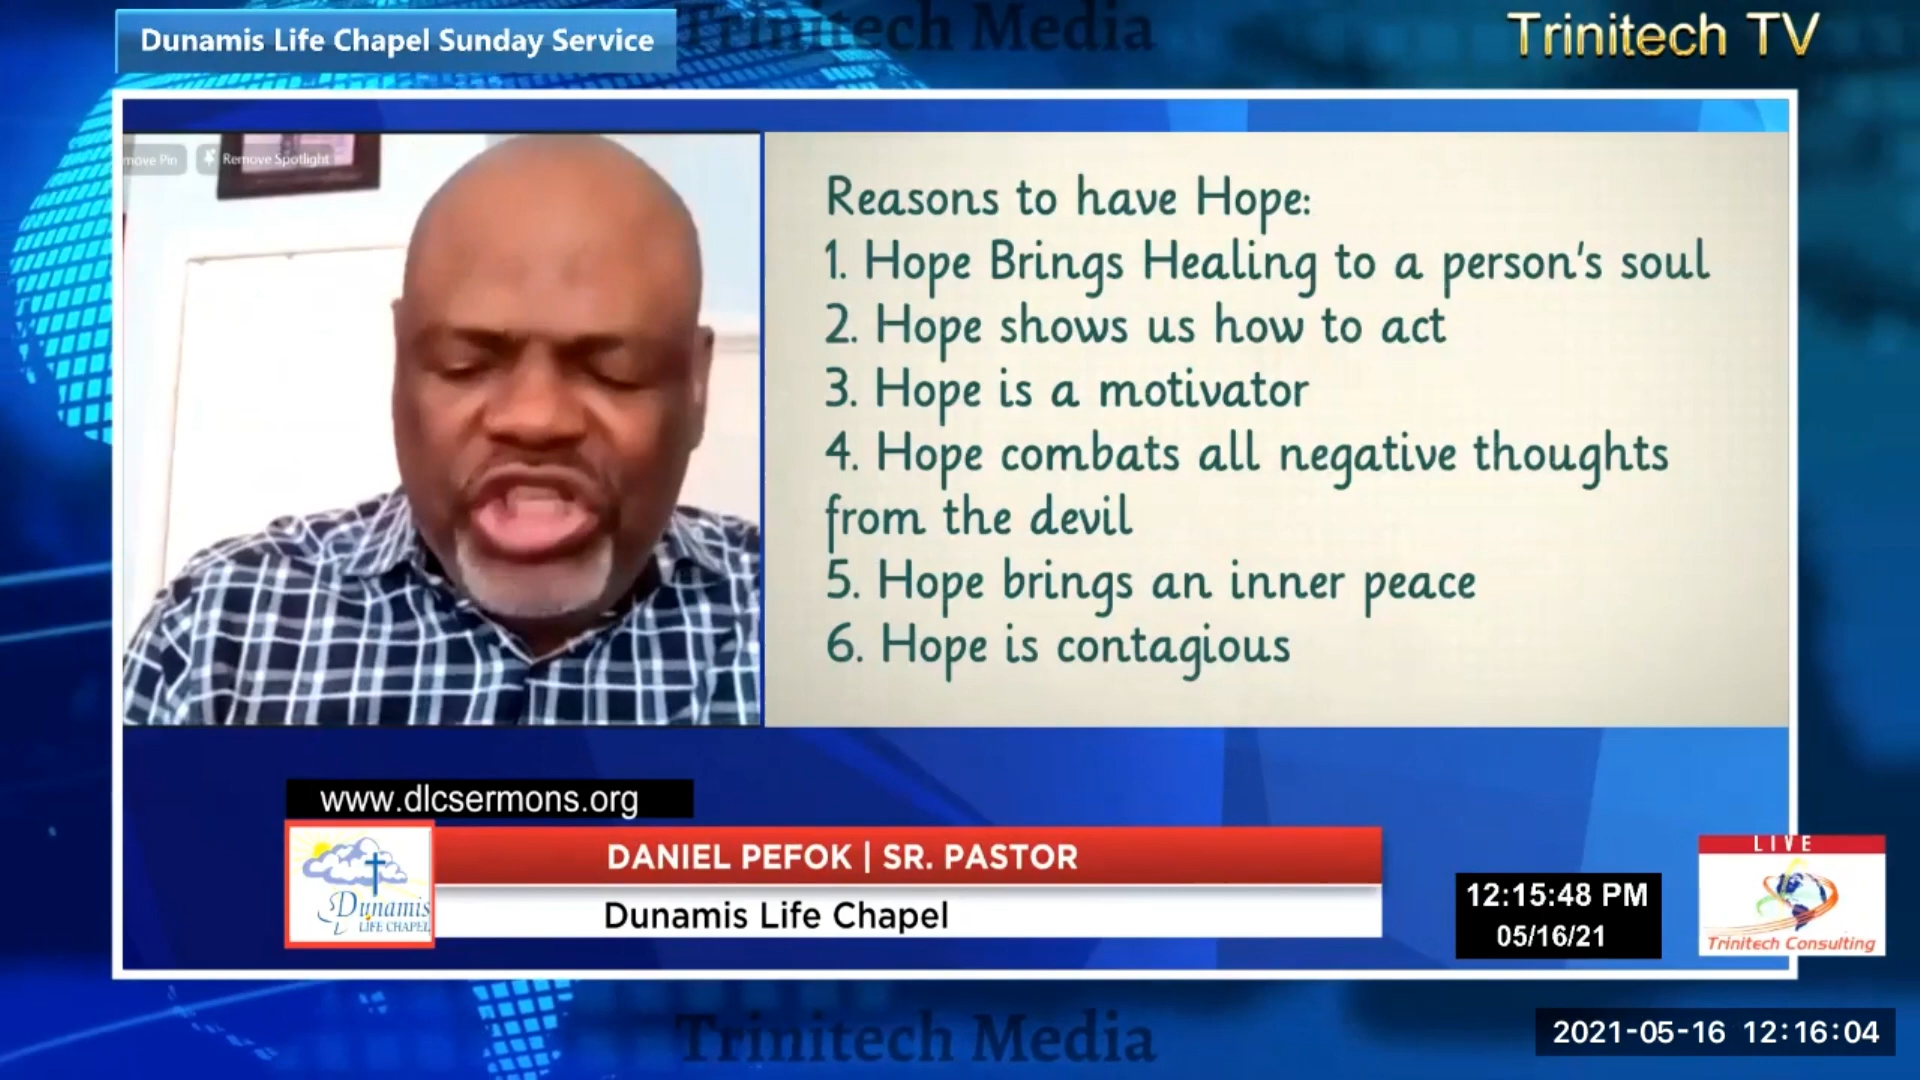 Trinitech Media
Dunamis Life Chapel Sunday Service
Trinitech TV
move Pin
Remove Spotlight
Reasons to have Hope:
1. Hope Brings Healing to a person's soul
2. Hope shows us how to act
3. Hope is a motivator
4. Hope combats all negative thoughts
from the devil
5. Hope brings an inner peace
6. Hope is contagious
www.dlcsermons.org
DANIEL PEFOK | SR. PASTOR
Dunamis Life Chapel
Dunamis
LIFE CHAPEL
12:15:48 PM
05/16/21
LIVE
Trinitech Consulting
Trinitech Media
2021-05-16 12:16:04